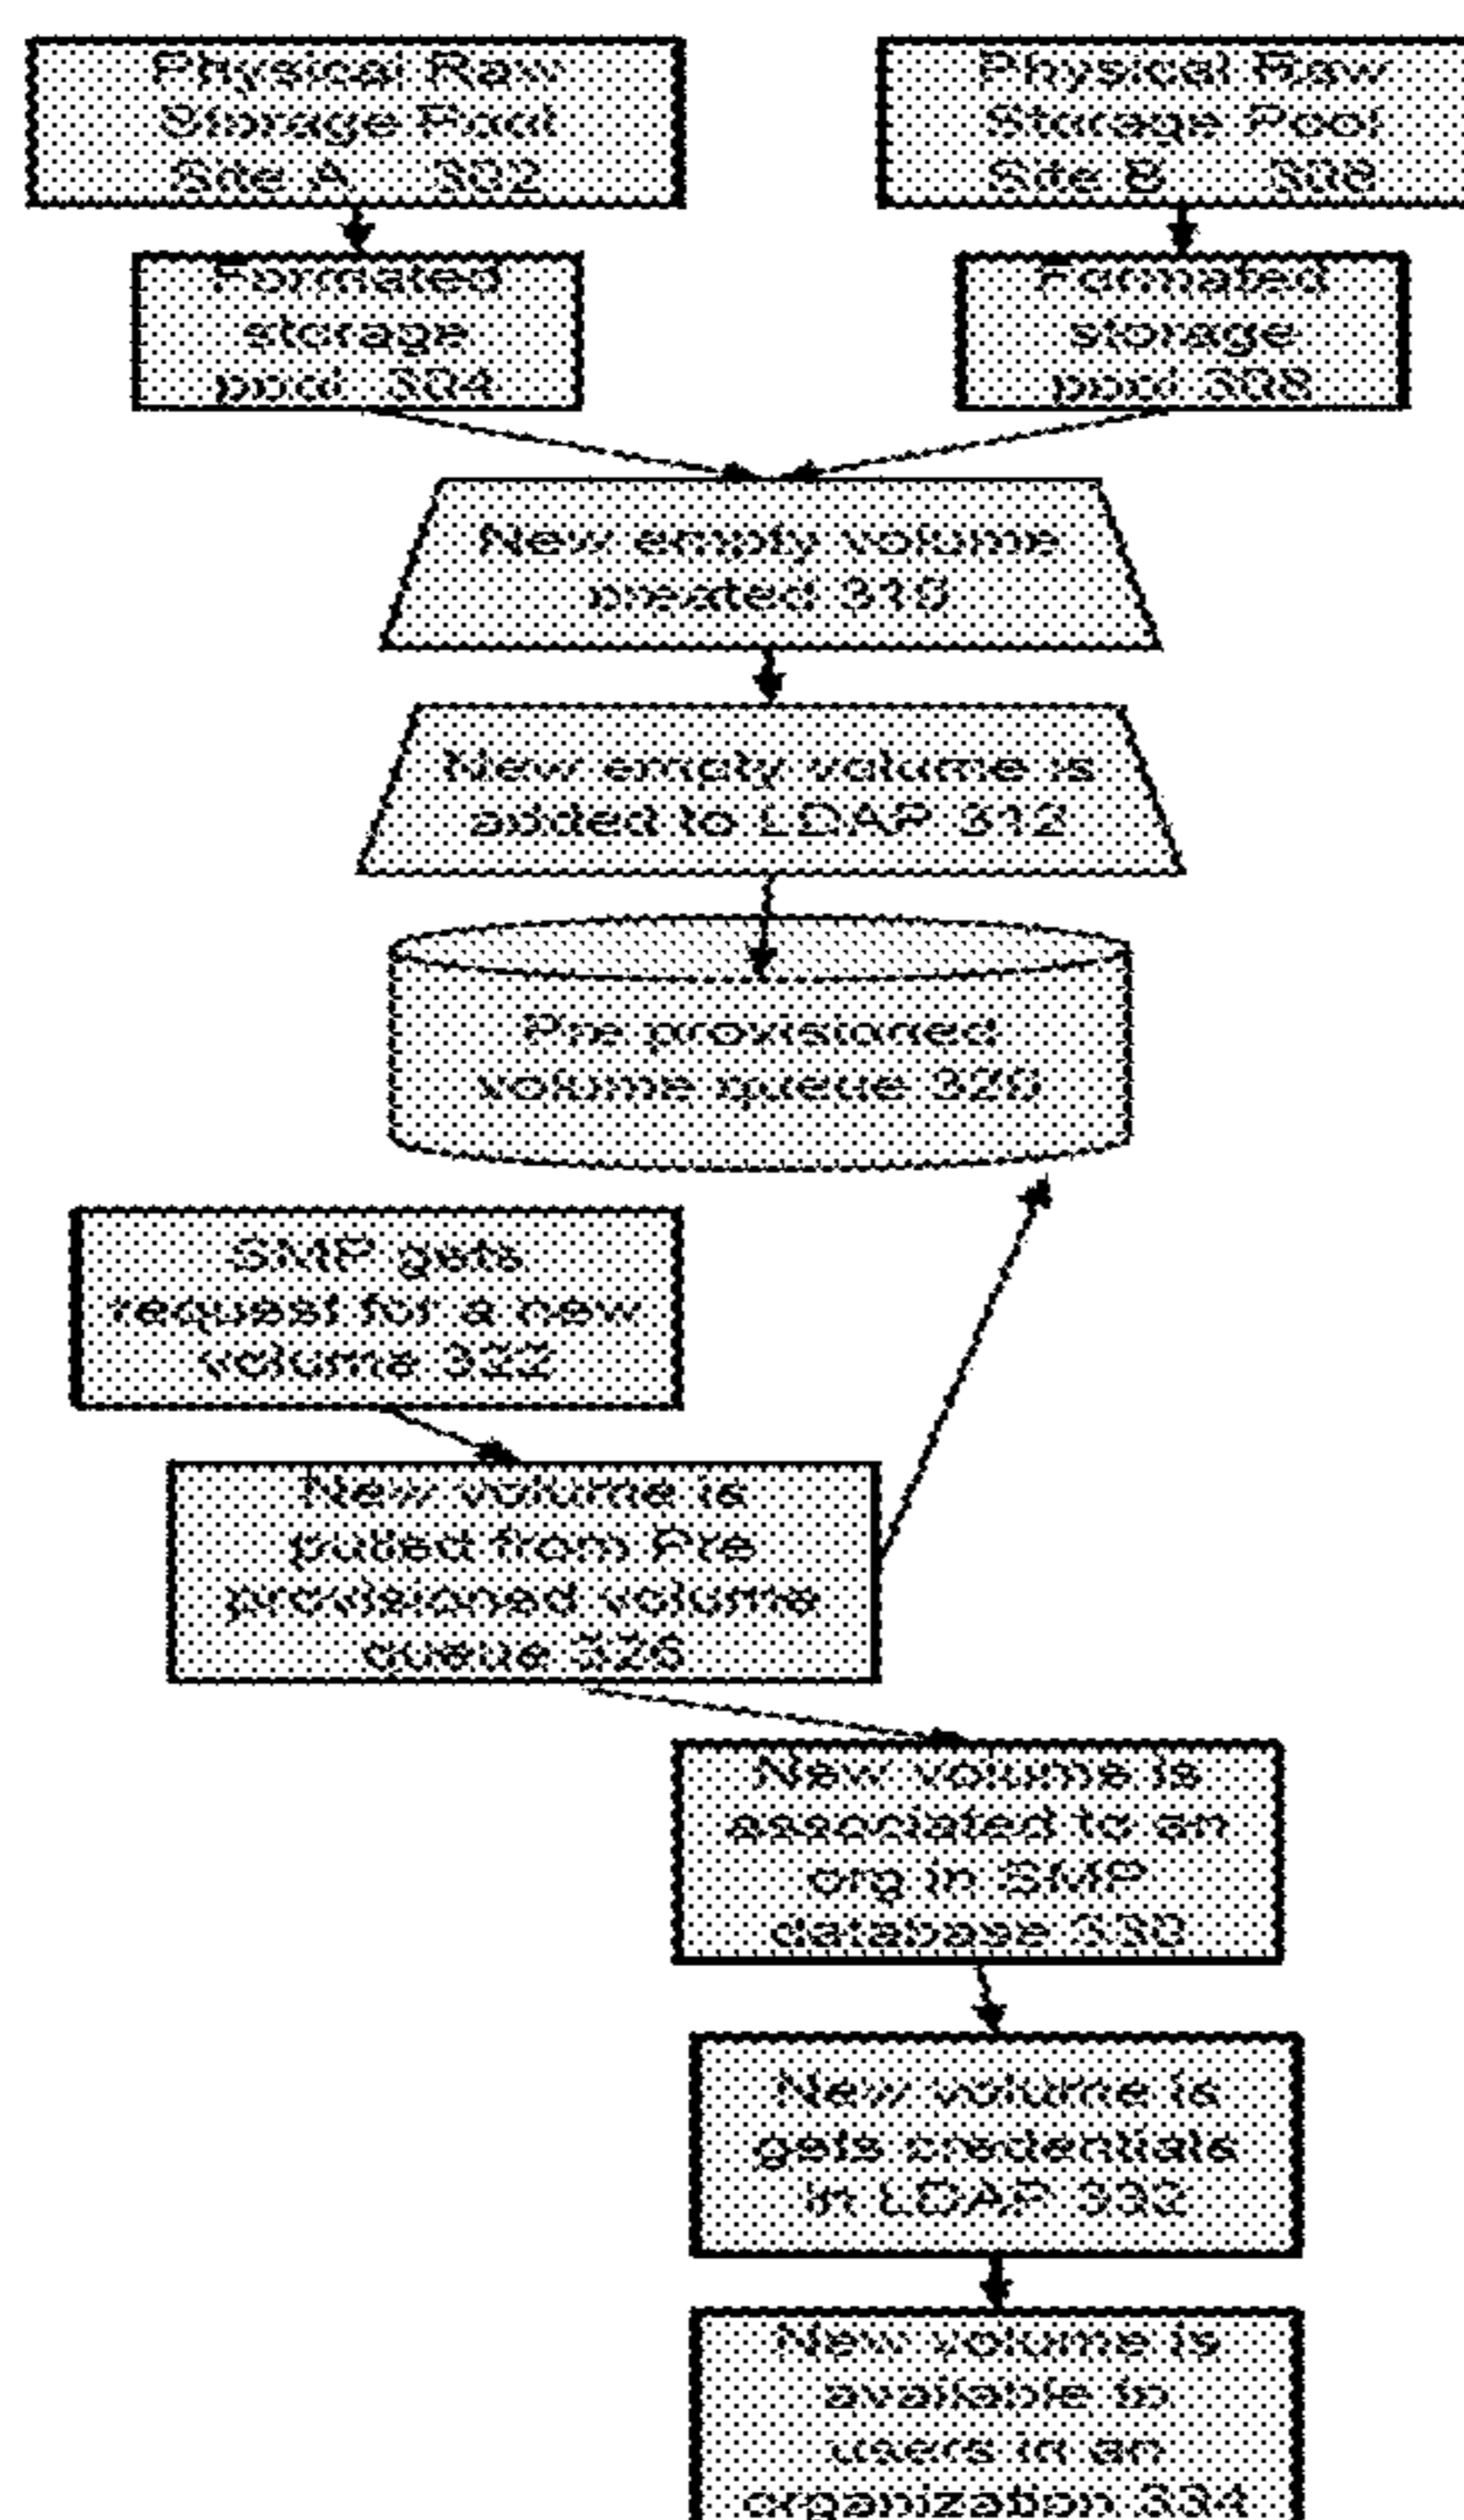 Physical Raw
Storage Pool
Site A 302
Physical Raw
Storage Pool
Site B 306
Formated
storage
pool 304
Formated
storage
pool 308
New empty volume
created 310
New empty volume is
added to LDAP 312
Pre provisioned
volume queue 320
SMP gets
request for a new
volume 322
New volume is
pulled from Pre
provisioned volume
queue 326
New volume is
associated to an
org in SMP
database 330
New volume is
gets credentials
in LDAP 332
New volume is
available to
users in an
organization 334